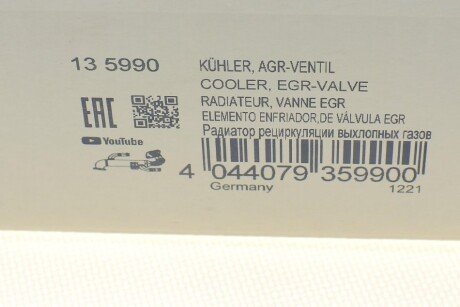 13 5990
KÜHLER, AGR-VENTIL
COOLER, EGR-VALVE
RADIATEUR, VANNE EGR
ELEMENTO ENFRIADOR,DE VÁLVULA EGR
Радиатор рециркуляции выхлопных газов
EAC
YouTube
4 044079 359900
Germany 1221